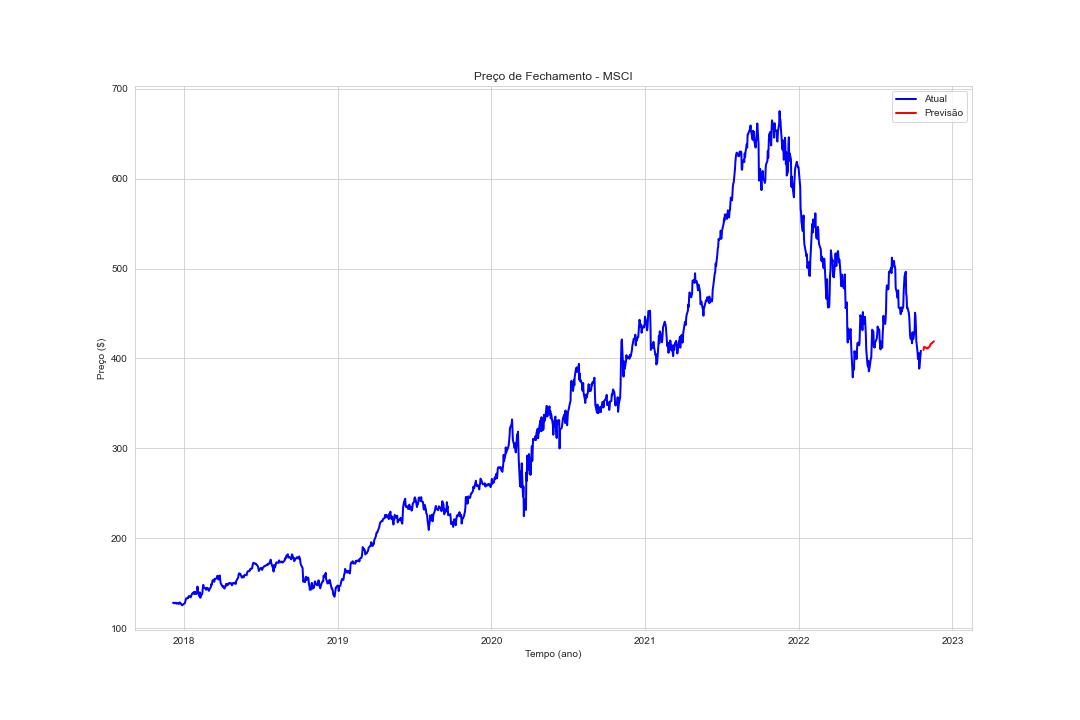 Preço de Fechamento - MSCI
Atual
Previsão
Preço ($)
700
600
500
400
300
200
100
2018
2019
2020
2021
2022
2023
Tempo (ano)